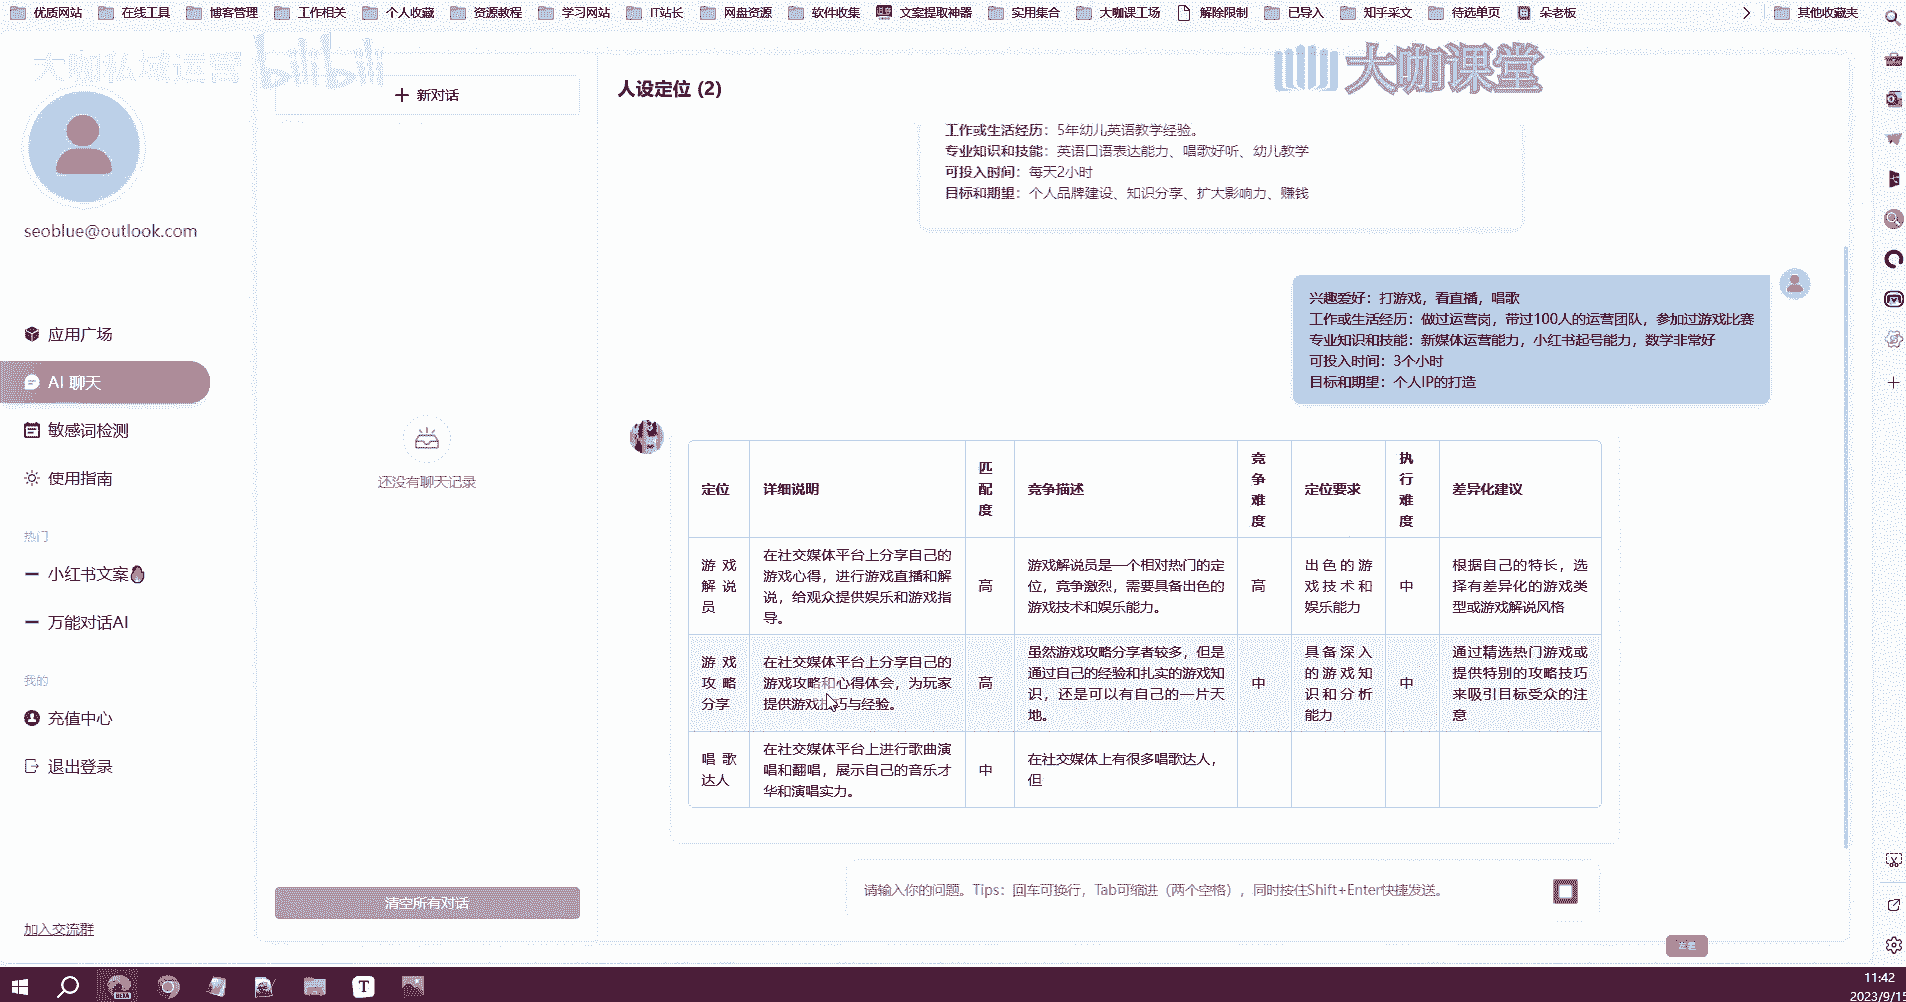 优质网站 在线工具 博客管理 工作相关 个人收藏 资源教程 学习网站 IT站长 网盘资源 软件收集 文案提取神器 实用集合 大咖课工场 解除限制 已导入 知乎采文 待选单页 朵老板 其他收藏夹
大咖私域运营 bilibili
大咖课堂
seoblue@outlook.com
应用广场
AI 聊天
敏感词检测
使用指南
热门
小红书文案
万能对话AI
我的
充值中心
退出登录
加入交流群
+ 新对话
还没有聊天记录
清空所有对话
人设定位 (2)
工作或生活经历：5年幼儿英语教学经验。
专业知识和技能：英语口语表达能力、唱歌好听、幼儿教学
可投入时间：每天2小时
目标和期望：个人品牌建设、知识分享、扩大影响力、赚钱
兴趣爱好：打游戏，看直播，唱歌
工作或生活经历：做过运营岗，带过100人的运营团队，参加过游戏比赛
专业知识和技能：新媒体运营能力，小红书起号能力，数学非常好
可投入时间：3个小时
目标和期望：个人IP的打造
定位 详细说明 匹配度 竞争描述 竞争难度 定位要求 执行难度 差异化建议
游戏解说员
在社交媒体平台上分享自己的
游戏心得，进行游戏直播和解
说，给观众提供娱乐和游戏指
导。
高
游戏解说员是一个相对热门的定
位，竞争激烈，需要具备出色的
游戏技术和娱乐能力。
高
出色的游
戏技术和
娱乐能力
中
根据自己的特长，选
择有差异化的游戏类
型或游戏解说风格
游戏
攻略
分享
在社交媒体平台上分享自己的
游戏攻略和心得体会，为玩家
提供游戏技巧与经验。
高
虽然游戏攻略分享者较多，但是
通过自己的经验和扎实的游戏知
识，还是可以有自己的一片天
地。
中
具备深入
的游戏知
识和分析
能力
中
通过精选热门游戏或
提供特别的攻略技巧
来吸引目标受众的注
意
唱歌
达人
在社交媒体平台上进行歌曲演
唱和翻唱，展示自己的音乐才
华和演唱实力。
中
在社交媒体上有很多唱歌达人，
但
请输入你的问题。Tips：回车可换行，Tab可缩进（两个空格），同时按住Shift+Enter快捷发送。
BETA
T
11:42
2023/9/15